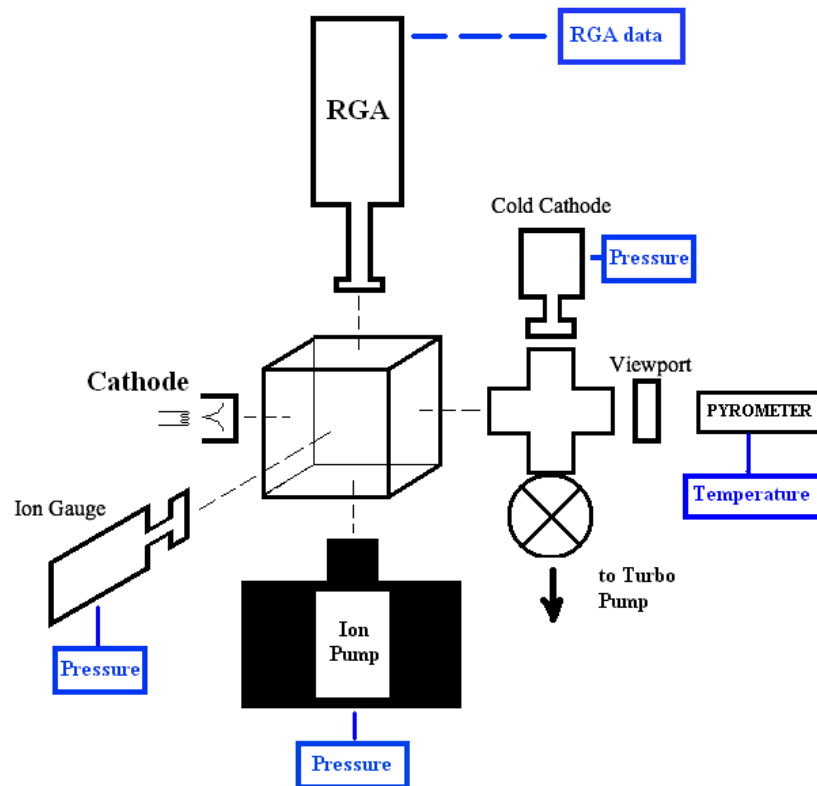 RGA data
RGA
Cold Cathode
Pressure
Viewport
Cathode
PYROMETER
Temperature
Ion Gauge
to Turbo
Pump
Ion
Pump
Pressure
Pressure